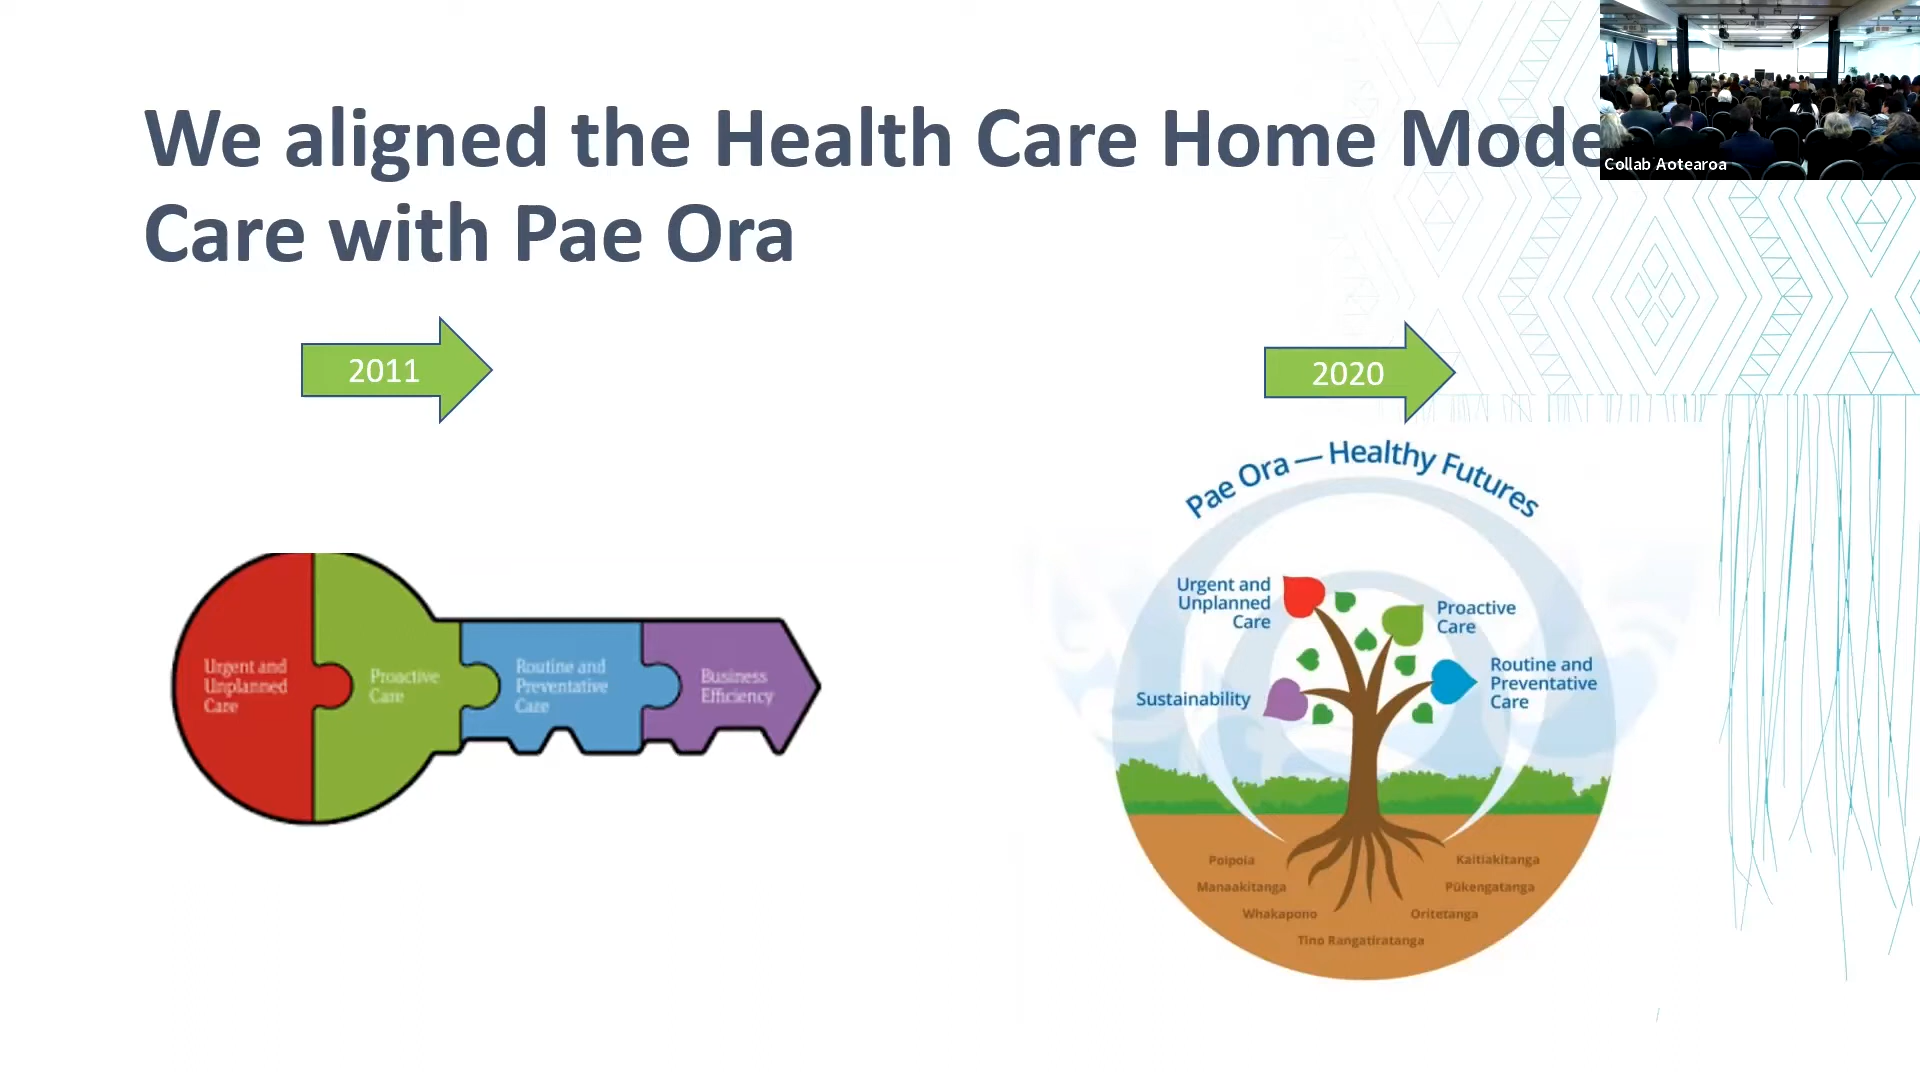 We aligned the Health Care Home Mode
Care with Pae Ora
Collab Aotearoa
2011
2020
Urgent and
Unplanned
Care
Proactive
Care
Routine and
Preventative
Care
Business
Efficiency
Pae Ora — Healthy Futures
Urgent and
Unplanned
Care
Proactive
Care
Routine and
Preventative
Care
Sustainability
Poipoia
Manaakitanga
Whakapono
Tino Rangatiratanga
Kaitiakitanga
Pūkengatanga
Oritetanga